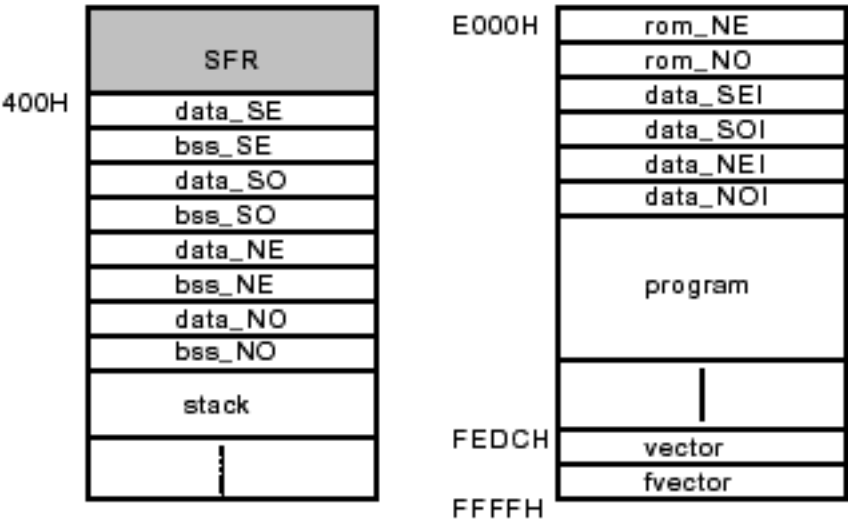 SFR
400H
data_SE
bss_SE
data_SO
bss_SO
data_NE
bss_NE
data_NO
bss_NO
stack
E000H
rom_NE
rom_NO
data_SEI
data_SOI
data_NEI
data_NOI
program
FEDCH
vector
fvector
FFFFH